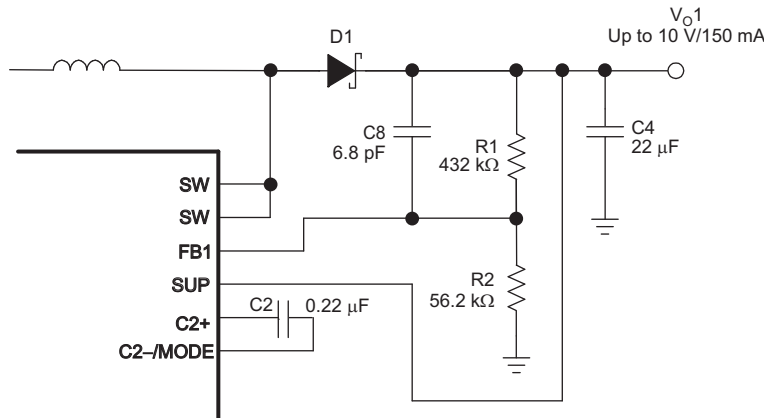 V_O1
Up to 10 V/150 mA
D1
C8
6.8 pF
R1
432 kΩ
C4
22 μF
SW
SW
FB1
SUP
R2
56.2 kΩ
C2 0.22 μF
C2+
C2–/MODE